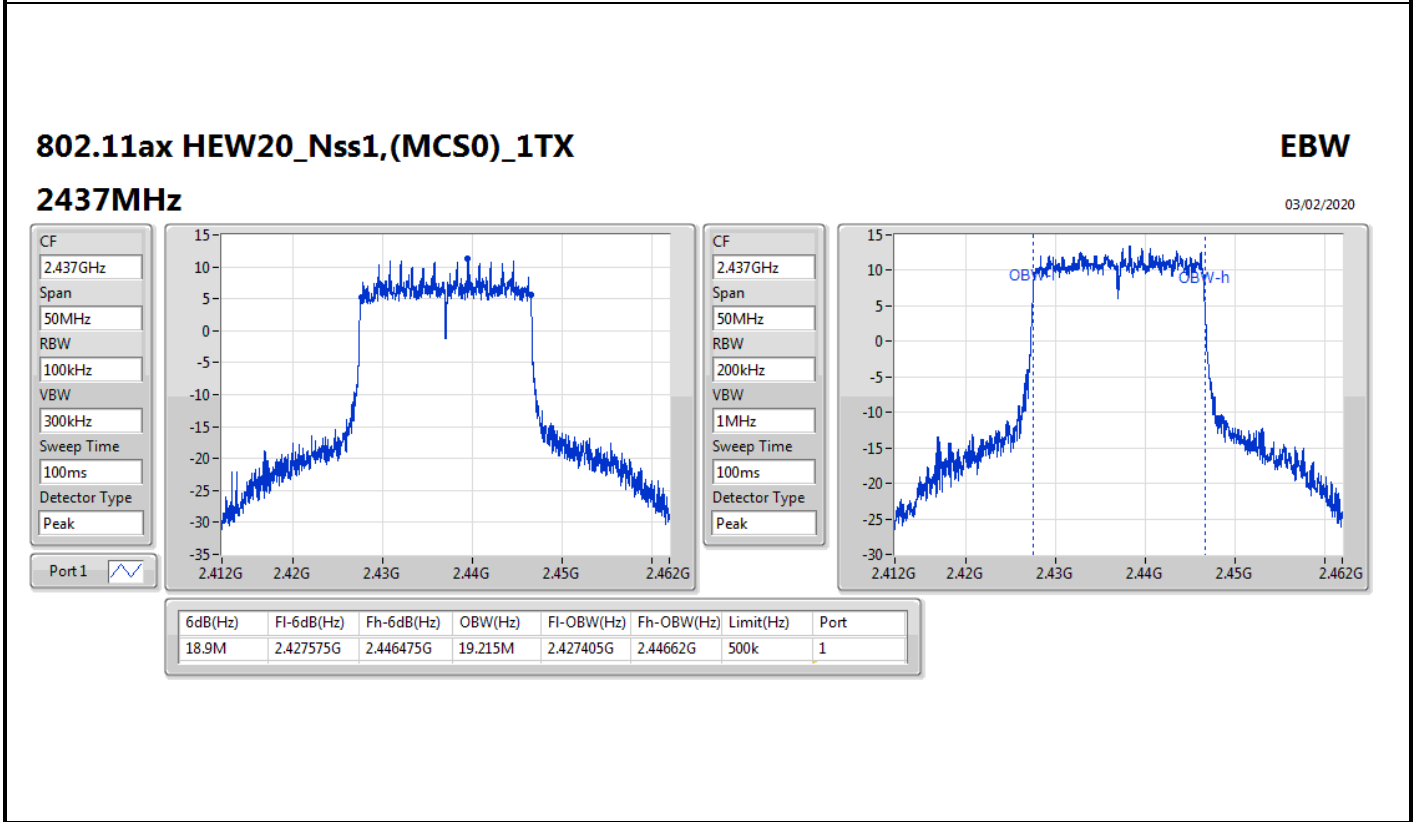 802.11ax HEW20_Nss1,(MCS0)_1TX EBW
2437MHz 03/02/2020
CF
2.437GHz
Span
50MHz
RBW
100kHz
VBW
300kHz
Sweep Time
100ms
Detector Type
Peak
Port 1
15
10
5
0
-5
-10
-15
-20
-25
-30
-35
2.412G 2.42G 2.43G 2.44G 2.45G 2.462G
CF
2.437GHz
Span
50MHz
RBW
200kHz
VBW
1MHz
Sweep Time
100ms
Detector Type
Peak
15
10
5
0
-5
-10
-15
-20
-25
-30
OBW-l OBW-h
2.412G 2.42G 2.43G 2.44G 2.45G 2.462G
6dB(Hz) Fl-6dB(Hz) Fh-6dB(Hz) OBW(Hz) Fl-OBW(Hz) Fh-OBW(Hz) Limit(Hz) Port
18.9M 2.427575G 2.446475G 19.215M 2.427405G 2.44662G 500k 1